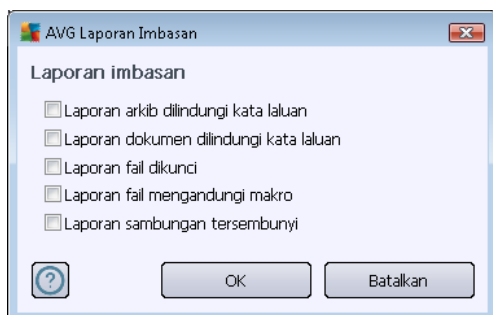 AVG Laporan Imbasan
Laporan imbasan
Laporan arkib dilindungi kata laluan
Laporan dokumen dilindungi kata laluan
Laporan fail dikunci
Laporan fail mengandungi makro
Laporan sambungan tersembunyi
?
OK
Batalkan